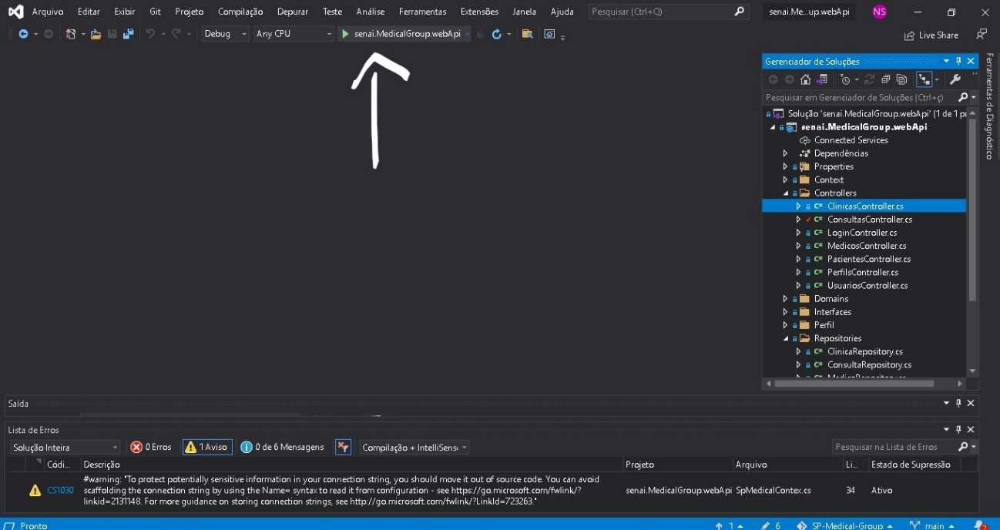 Arquivo Editar Exibir Git Projeto Compilação Depurar Teste Análise Ferramentas Extensões Janela Ajuda Pesquisar (Ctrl+Q) senai.Me...up.webApi NS
Debug Any CPU senai.MedicalGroup.webApi Live Share
Gerenciador de Soluções
Pesquisar em Gerenciador de Soluções (Ctrl+ç)
Solução 'senai.MedicalGroup.webApi' (1 de 1 pr
senai.MedicalGroup.webApi
Connected Services
Dependências
Properties
Context
Controllers
ClinicasController.cs
ConsultasController.cs
LoginController.cs
MedicosController.cs
PacientesController.cs
PerfilsController.cs
UsuariosController.cs
Domains
Interfaces
Perfil
Repositories
ClinicaRepository.cs
ConsultaRepository.cs
Ferramentas de Diagnóstico
Saída
Lista de Erros
Solução Inteira 0 Erros 1 Aviso 0 de 6 Mensagens Compilação + IntelliSens Pesquisar na Lista de Erros
Códi... Descrição Projeto Arquivo Li... Estado de Supressão
CS1030 #warning: "To protect potentially sensitive information in your connection string, you should move it out of source code. You can avoid
scaffolding the connection string by using the Name= syntax to read it from configuration - see https://go.microsoft.com/fwlink/?
linkid=2131148. For more guidance on storing connection strings, see http://go.microsoft.com/fwlink/?LinkId=723263."
senai.MedicalGroup.webApi SpMedicalContex.cs 34 Ativo
Pronto 1 6 SP-Medical-Group main 2